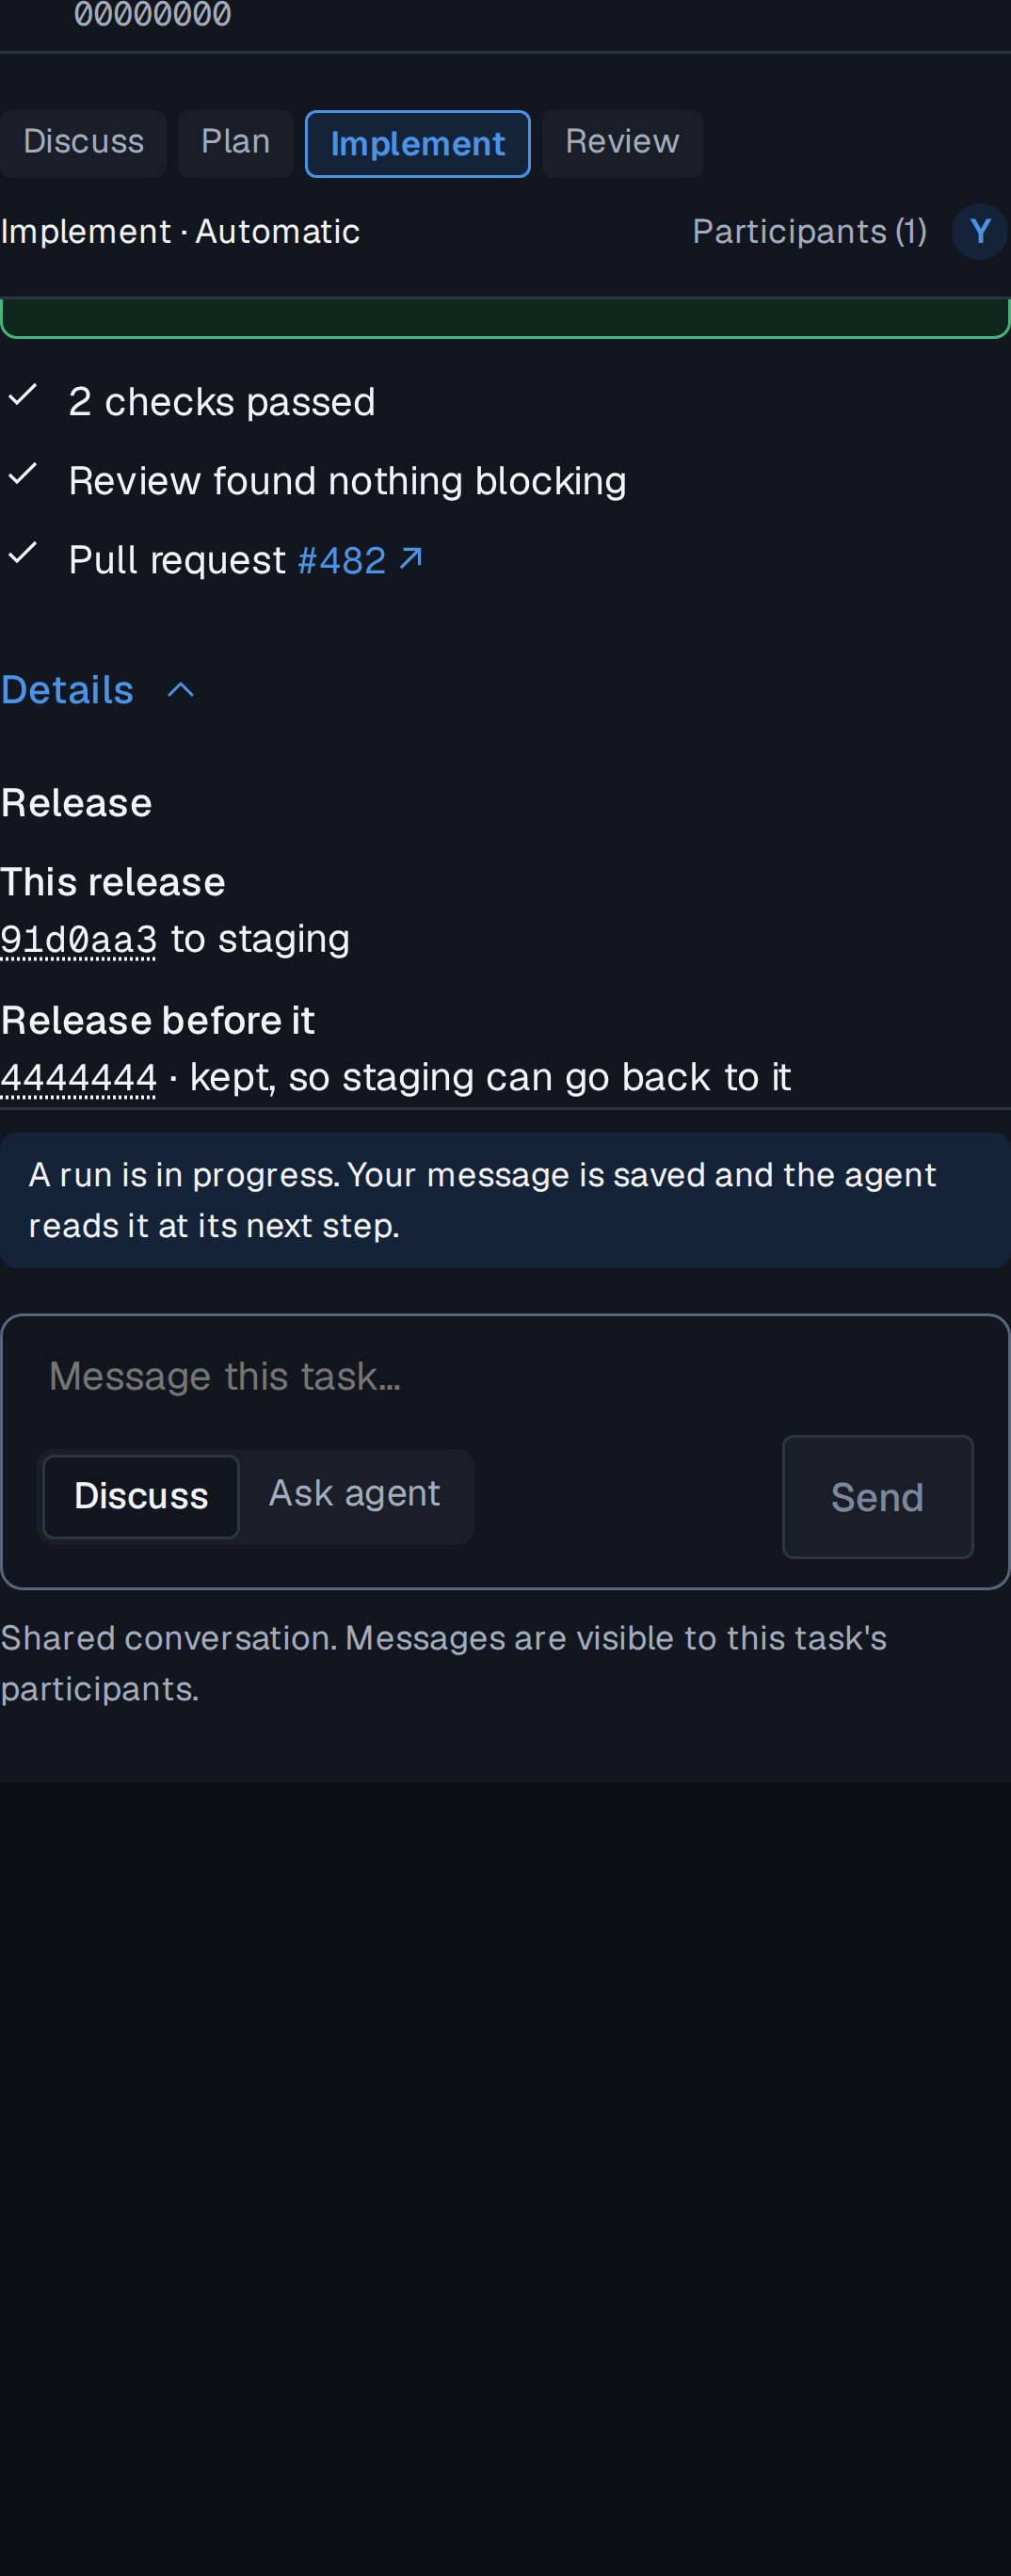 00000000
Discuss Plan Implement Review
Implement · Automatic Participants (1) Y
2 checks passed
Review found nothing blocking
Pull request #482 ↗
Details
Release
This release
91d0aa3 to staging
Release before it
4444444 · kept, so staging can go back to it
A run is in progress. Your message is saved and the agent
reads it at its next step.
Message this task…
Discuss Ask agent Send
Shared conversation. Messages are visible to this task's
participants.